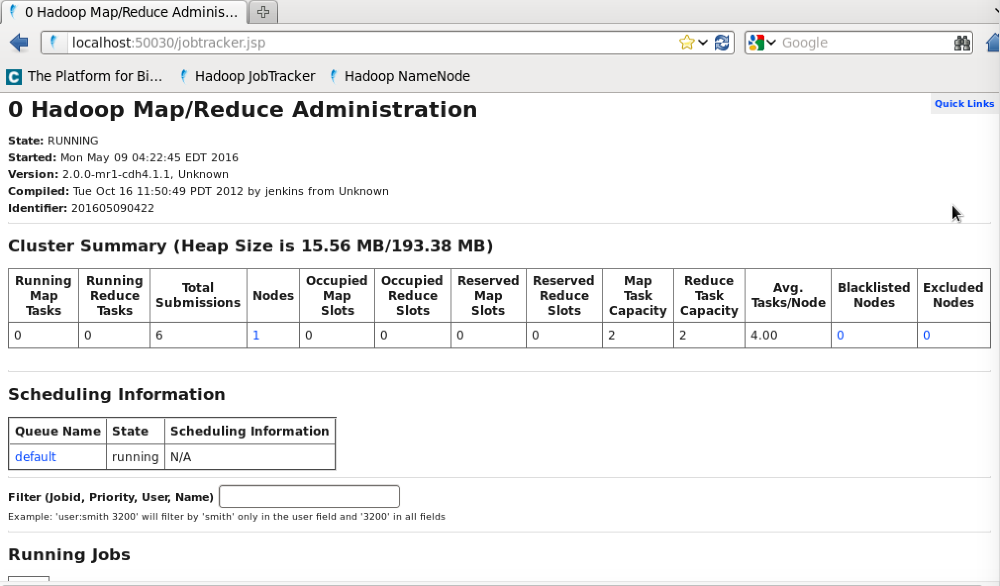 0 Hadoop Map/Reduce Adminis...
localhost:50030/jobtracker.jsp
Google
The Platform for Bi... Hadoop JobTracker Hadoop NameNode
0 Hadoop Map/Reduce Administration
Quick Links
State: RUNNING
Started: Mon May 09 04:22:45 EDT 2016
Version: 2.0.0-mr1-cdh4.1.1, Unknown
Compiled: Tue Oct 16 11:50:49 PDT 2012 by jenkins from Unknown
Identifier: 201605090422
Cluster Summary (Heap Size is 15.56 MB/193.38 MB)
Running Map Tasks Running Reduce Tasks Total Submissions Nodes Occupied Map Slots Occupied Reduce Slots Reserved Map Slots Reserved Reduce Slots Map Task Capacity Reduce Task Capacity Avg. Tasks/Node Blacklisted Nodes Excluded Nodes
0 0 6 1 0 0 0 0 2 2 4.00 0 0
Scheduling Information
Queue Name State Scheduling Information
default running N/A
Filter (Jobid, Priority, User, Name)
Example: 'user:smith 3200' will filter by 'smith' only in the user field and '3200' in all fields
Running Jobs